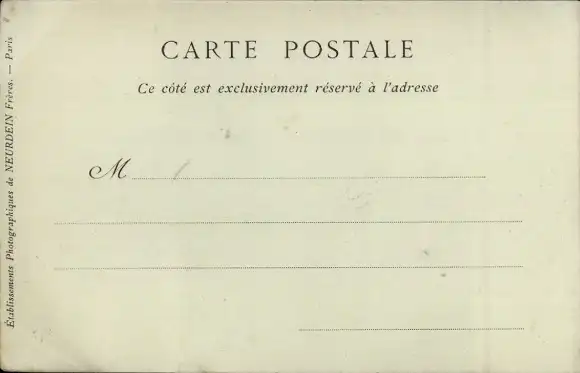 CARTE POSTALE
Ce côté est exclusivement réservé à l'adresse
M
Établissements Photographiques de NEURDEIN Frères. — Paris